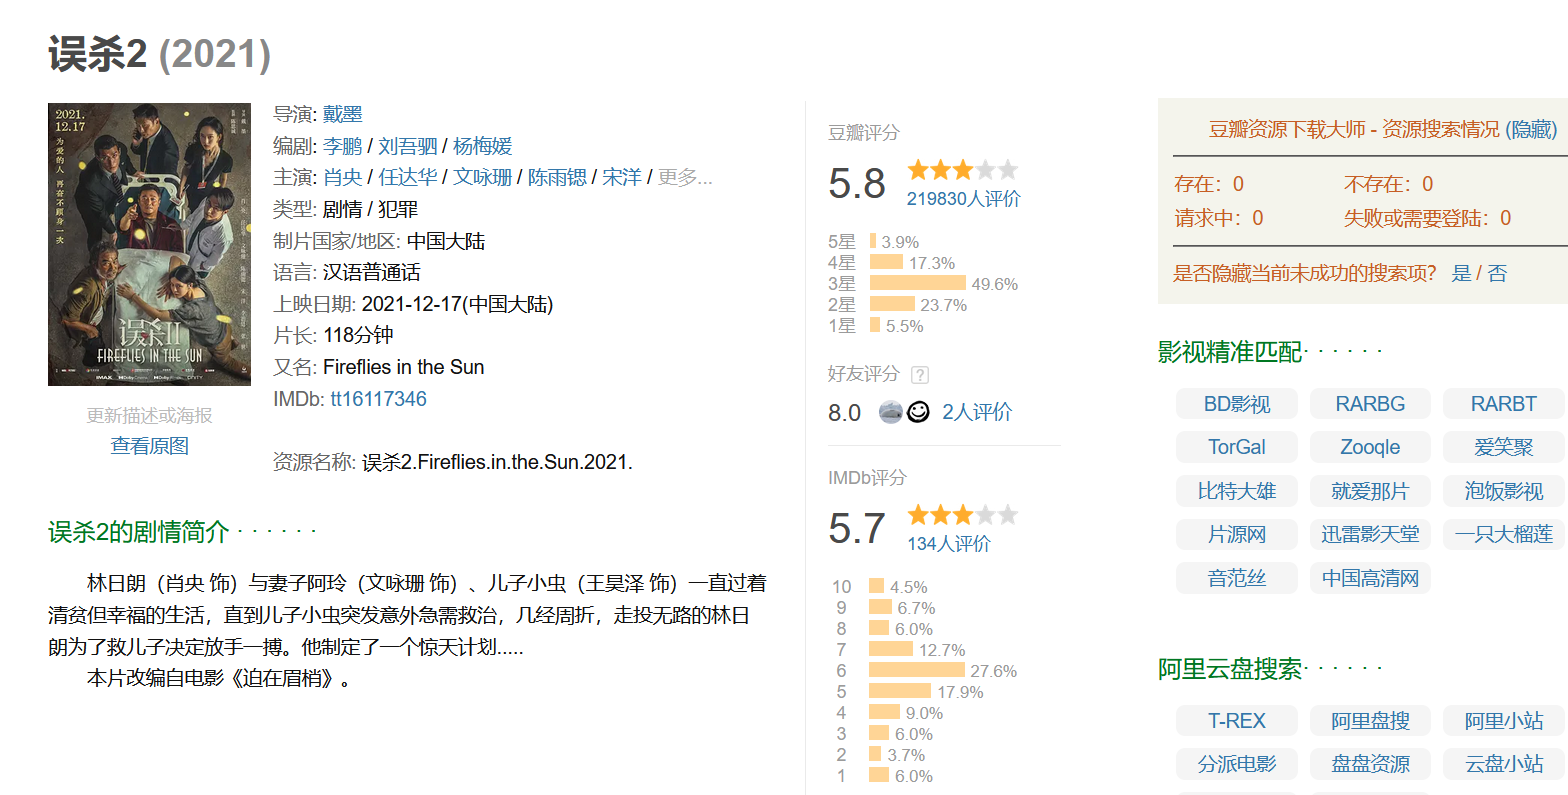 误杀2 (2021)
2021.
12.17
为爱的人 再奋不顾身一次
误杀II
FIREFLIES IN THE SUN
IMAX
更新描述或海报
查看原图
导演: 戴墨
编剧: 李鹏 / 刘吾驷 / 杨梅媛
主演: 肖央 / 任达华 / 文咏珊 / 陈雨锶 / 宋洋 / 更多...
类型: 剧情 / 犯罪
制片国家/地区: 中国大陆
语言: 汉语普通话
上映日期: 2021-12-17(中国大陆)
片长: 118分钟
又名: Fireflies in the Sun
IMDb: tt16117346
资源名称: 误杀2.Fireflies.in.the.Sun.2021.
误杀2的剧情简介 · · · · · ·
林日朗（肖央 饰）与妻子阿玲（文咏珊 饰）、儿子小虫（王昊泽 饰）一直过着
清贫但幸福的生活，直到儿子小虫突发意外急需救治，几经周折，走投无路的林日
朗为了救儿子决定放手一搏。他制定了一个惊天计划.....
本片改编自电影《迫在眉梢》。
豆瓣评分
5.8
219830人评价
5星 3.9%
4星 17.3%
3星 49.6%
2星 23.7%
1星 5.5%
好友评分 ?
8.0 2人评价
IMDb评分
5.7
134人评价
10 4.5%
9 6.7%
8 6.0%
7 12.7%
6 27.6%
5 17.9%
4 9.0%
3 6.0%
2 3.7%
1 6.0%
豆瓣资源下载大师 - 资源搜索情况 (隐藏)
存在：0 不存在：0
请求中：0 失败或需要登陆：0
是否隐藏当前未成功的搜索项？ 是 / 否
影视精准匹配· · · · · ·
BD影视 RARBG RARBT
TorGal Zooqle 爱笑聚
比特大雄 就爱那片 泡饭影视
片源网 迅雷影天堂 一只大榴莲
音范丝 中国高清网
阿里云盘搜索· · · · · ·
T-REX 阿里盘搜 阿里小站
分派电影 盘盘资源 云盘小站